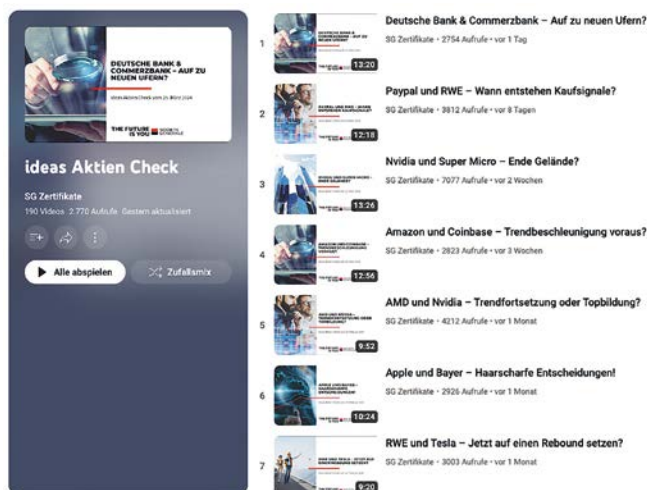 DEUTSCHE BANK &
COMMERZBANK – AUF ZU
NEUEN UFERN?
THE FUTURE
IS YOU
SOCIETE
GENERALE
ideas Aktien Check
SG Zertifikate
190 Videos 2.770 Aufrufe Gestern aktualisiert
Alle abspielen
Zufallsmix
1
13:20
Deutsche Bank & Commerzbank – Auf zu neuen Ufern?
SG Zertifikate • 2754 Aufrufe • vor 1 Tag
2
12:18
Paypal und RWE – Wann entstehen Kaufsignale?
SG Zertifikate • 3812 Aufrufe • vor 8 Tagen
3
13:26
Nvidia und Super Micro – Ende Gelände?
SG Zertifikate • 7077 Aufrufe • vor 2 Wochen
4
12:56
Amazon und Coinbase – Trendbeschleunigung voraus?
SG Zertifikate • 2823 Aufrufe • vor 3 Wochen
5
9:52
AMD und Nvidia – Trendfortsetzung oder Topbildung?
SG Zertifikate • 4212 Aufrufe • vor 1 Monat
6
10:24
Apple und Bayer – Haarscharfe Entscheidungen!
SG Zertifikate • 2926 Aufrufe • vor 1 Monat
7
9:20
RWE und Tesla – Jetzt auf einen Rebound setzen?
SG Zertifikate • 3003 Aufrufe • vor 1 Monat